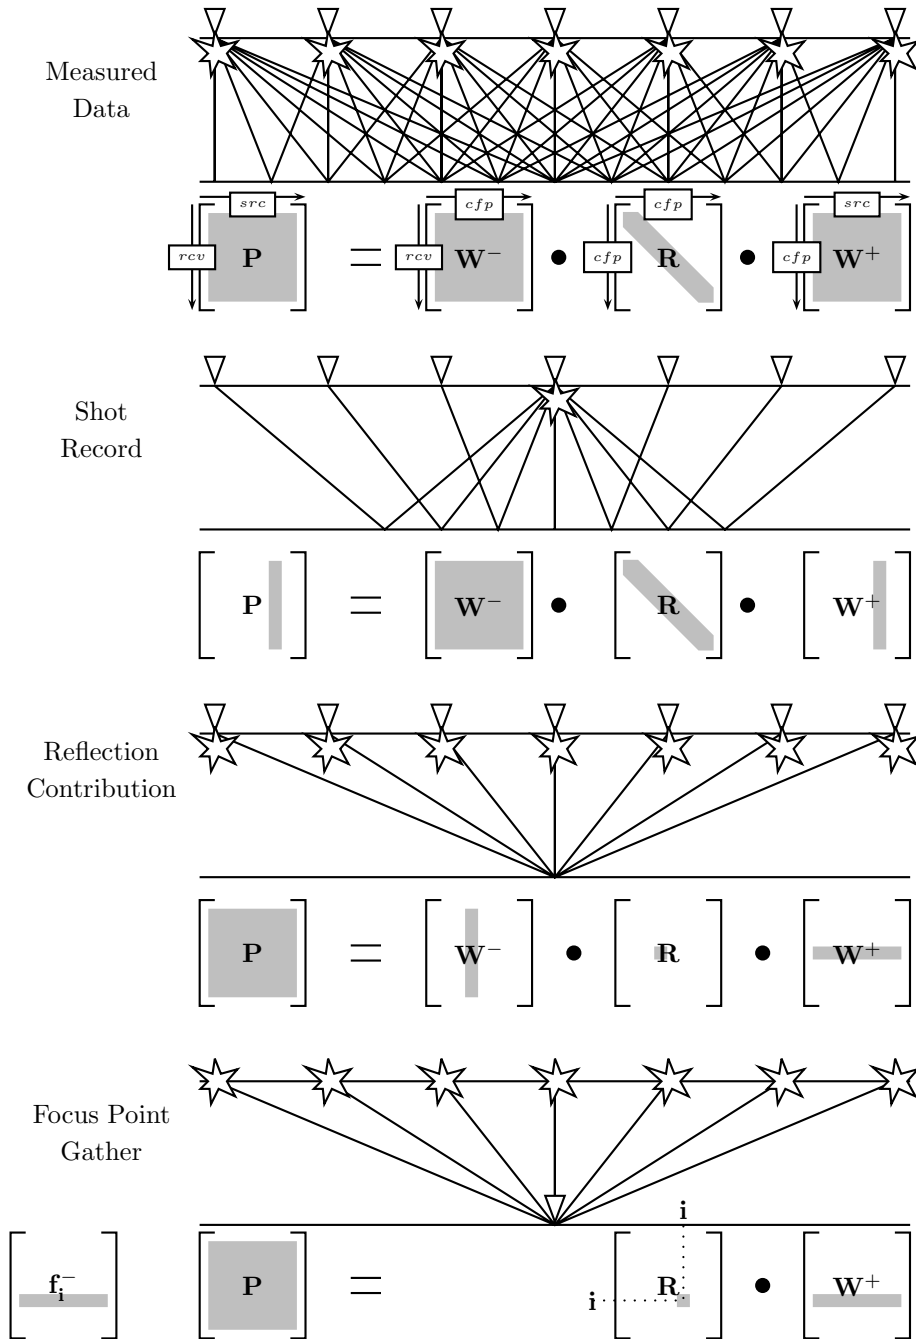 Measured
Data
src cfp cfp src
rcv P = rcv W⁻ • cfp R • cfp W⁺
Shot
Record
P = W⁻ • R • W⁺
Reflection
Contribution
P = W⁻ • R • W⁺
Focus Point
Gather
i
fᵢ⁻ P = R • W⁺
i